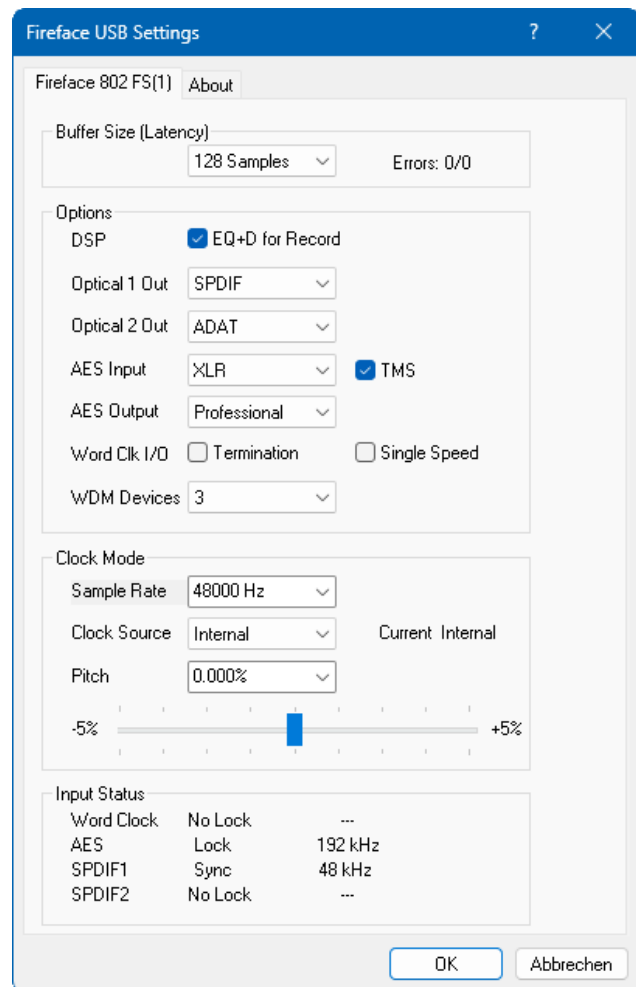 Fireface USB Settings ?
Fireface 802 FS(1) About
Buffer Size (Latency)
128 Samples Errors: 0/0
Options
DSP EQ+D for Record
Optical 1 Out SPDIF
Optical 2 Out ADAT
AES Input XLR TMS
AES Output Professional
Word Clk I/O Termination Single Speed
WDM Devices 3
Clock Mode
Sample Rate 48000 Hz
Clock Source Internal Current Internal
Pitch 0.000%
-5% +5%
Input Status
Word Clock No Lock ---
AES Lock 192 kHz
SPDIF1 Sync 48 kHz
SPDIF2 No Lock ---
OK Abbrechen